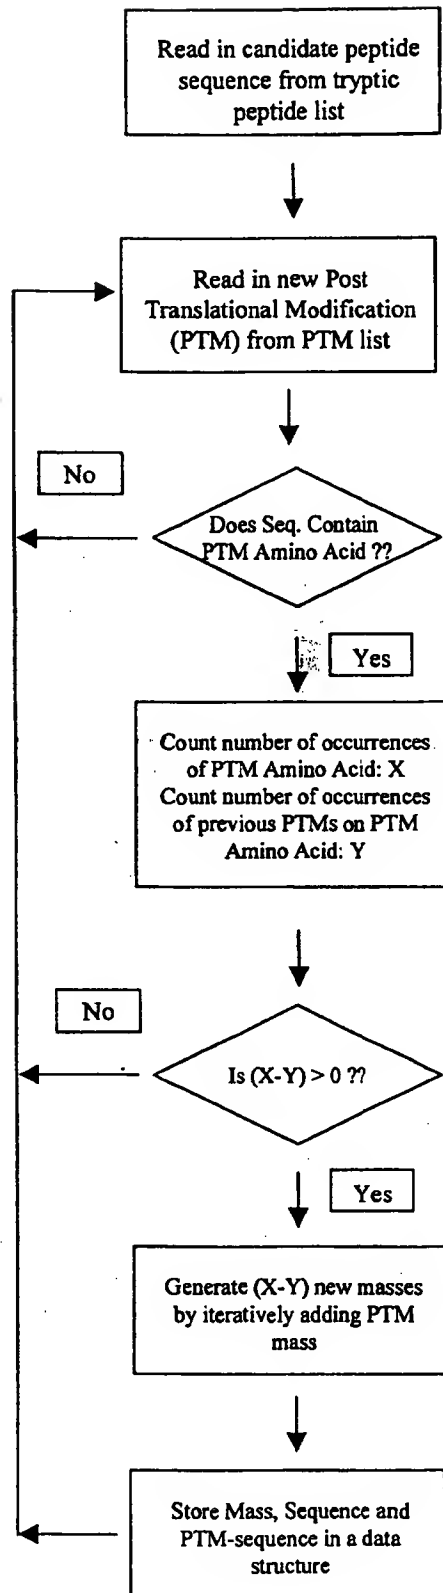 Read in candidate peptide
sequence from tryptic
peptide list
Read in new Post
Translational Modification
(PTM) from PTM list
No
Does Seq. Contain
PTM Amino Acid ??
Yes
Count number of occurrences
of PTM Amino Acid: X
Count number of occurrences
of previous PTMs on PTM
Amino Acid: Y
No
Is (X-Y) > 0 ??
Yes
Generate (X-Y) new masses
by iteratively adding PTM
mass
Store Mass, Sequence and
PTM-sequence in a data
structure